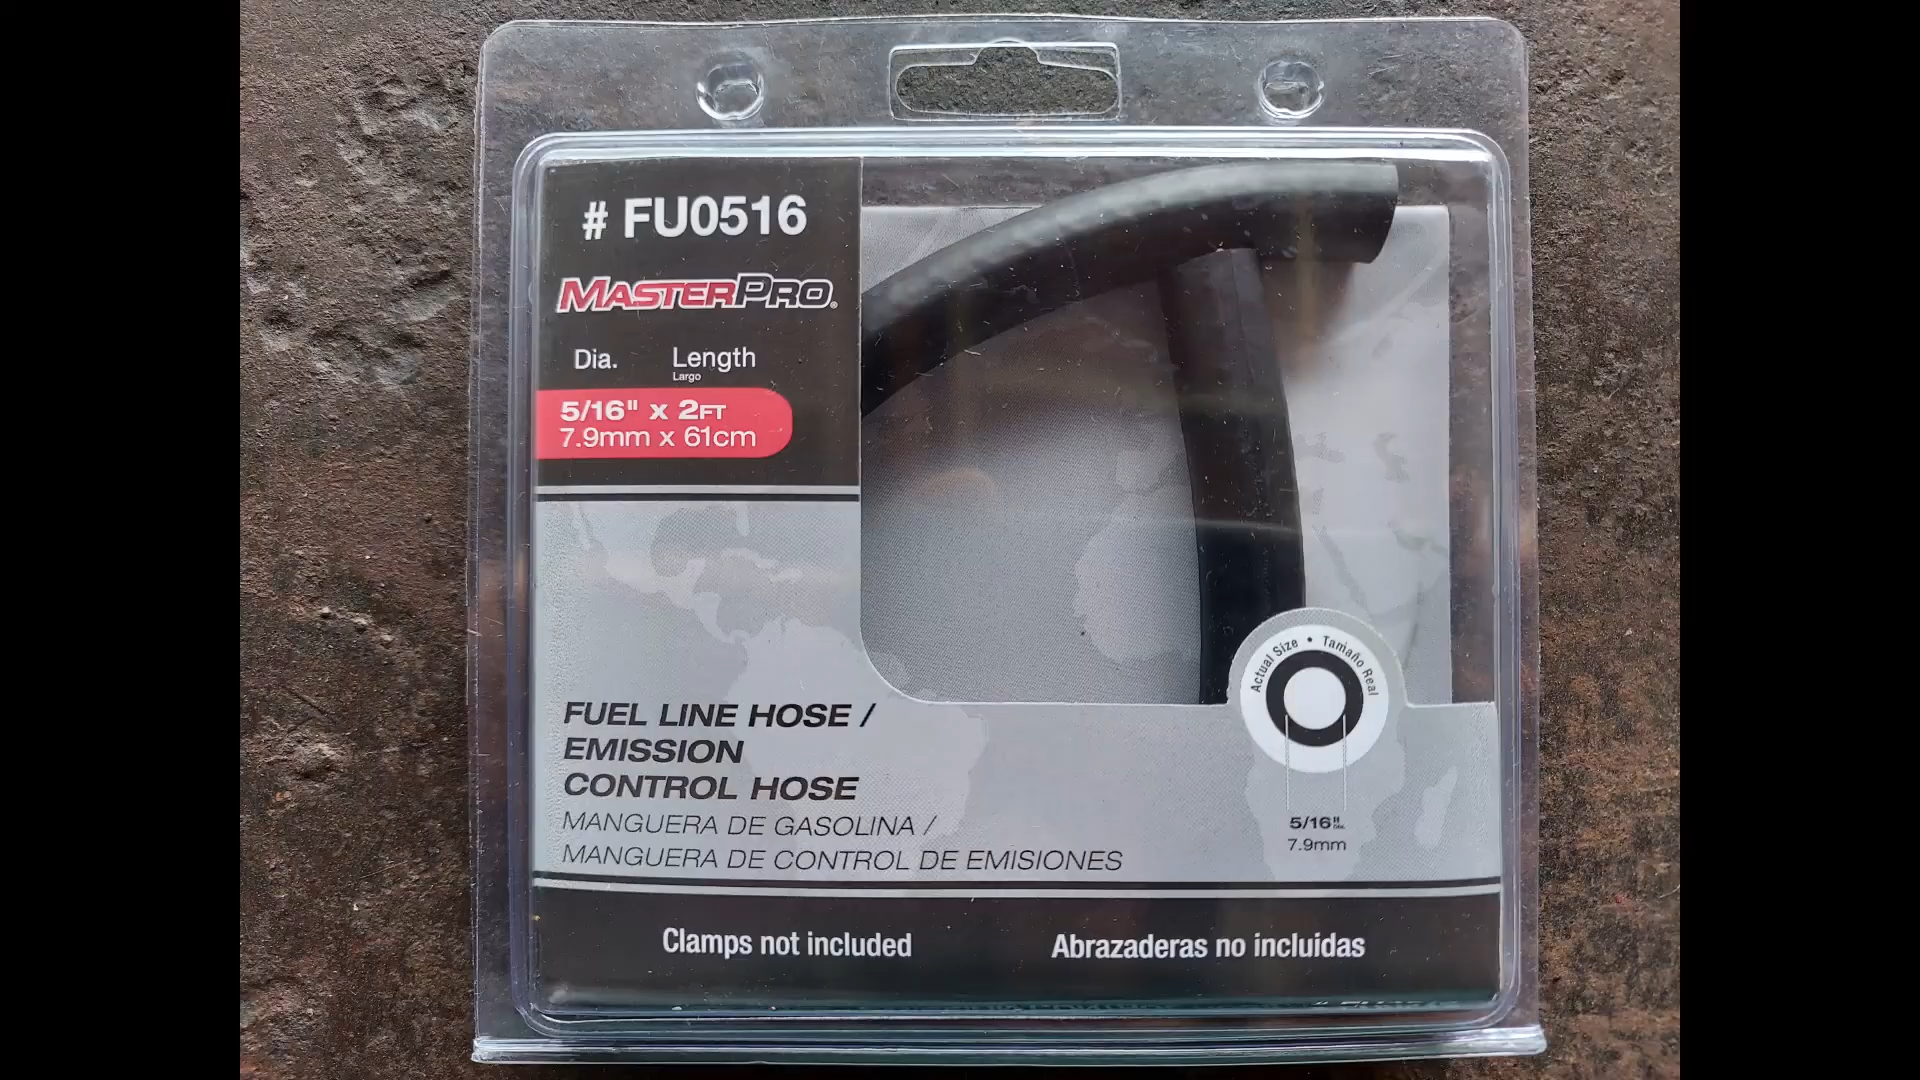 # FU0516
MASTERPRO®
Dia. Length
Largo
5/16" x 2FT
7.9mm x 61cm
Actual Size • Tamaño Real
FUEL LINE HOSE /
EMISSION
CONTROL HOSE
MANGUERA DE GASOLINA /
MANGUERA DE CONTROL DE EMISIONES
5/16" Dia.
7.9mm
Clamps not included
Abrazaderas no incluidas